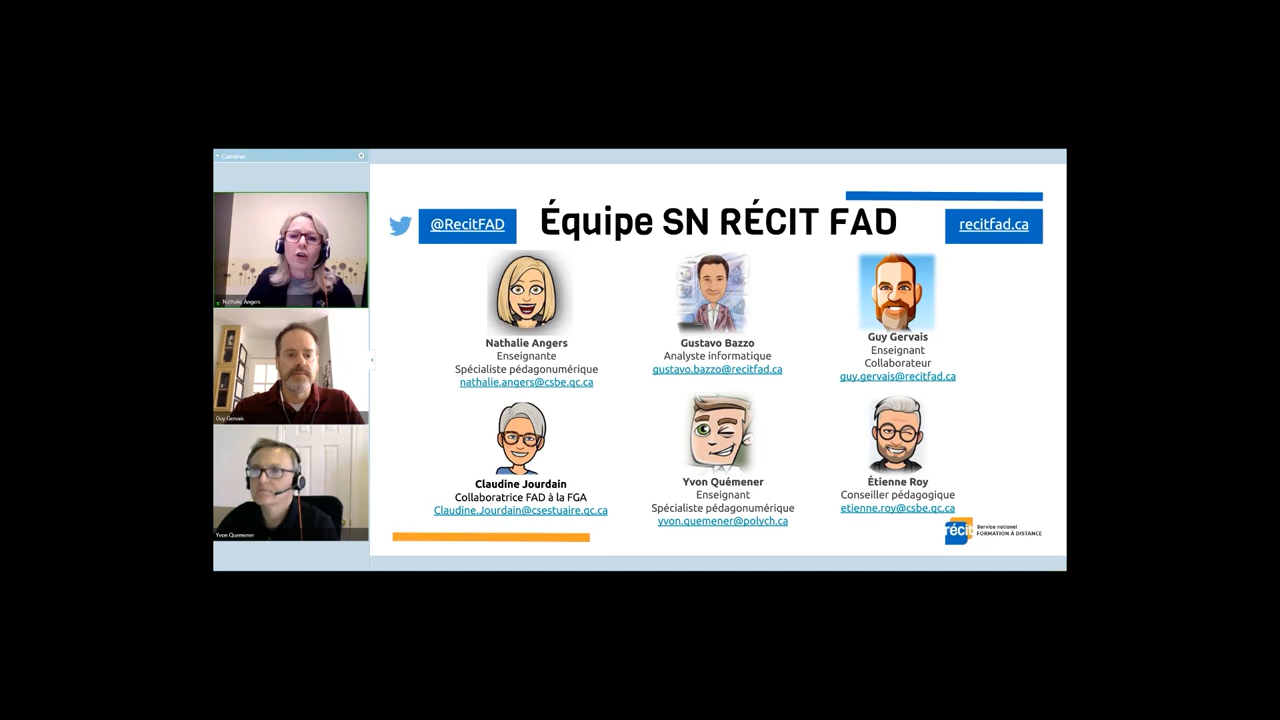 Caméras
Nathalie Angers
Guy Gervais
Yvon Quemener
@RecitFAD
Équipe SN RÉCIT FAD
recitfad.ca
Nathalie Angers
Enseignante
Spécialiste pédagonumérique
nathalie.angers@csbe.qc.ca
Gustavo Bazzo
Analyste informatique
gustavo.bazzo@recitfad.ca
Guy Gervais
Enseignant
Collaborateur
guy.gervais@recitfad.ca
Claudine Jourdain
Collaboratrice FAD à la FGA
Claudine.Jourdain@csestuaire.qc.ca
Yvon Quémener
Enseignant
Spécialiste pédagonumérique
yvon.quemener@polych.ca
Étienne Roy
Conseiller pédagogique
etienne.roy@csbe.qc.ca
récit
Service national
FORMATION À DISTANCE